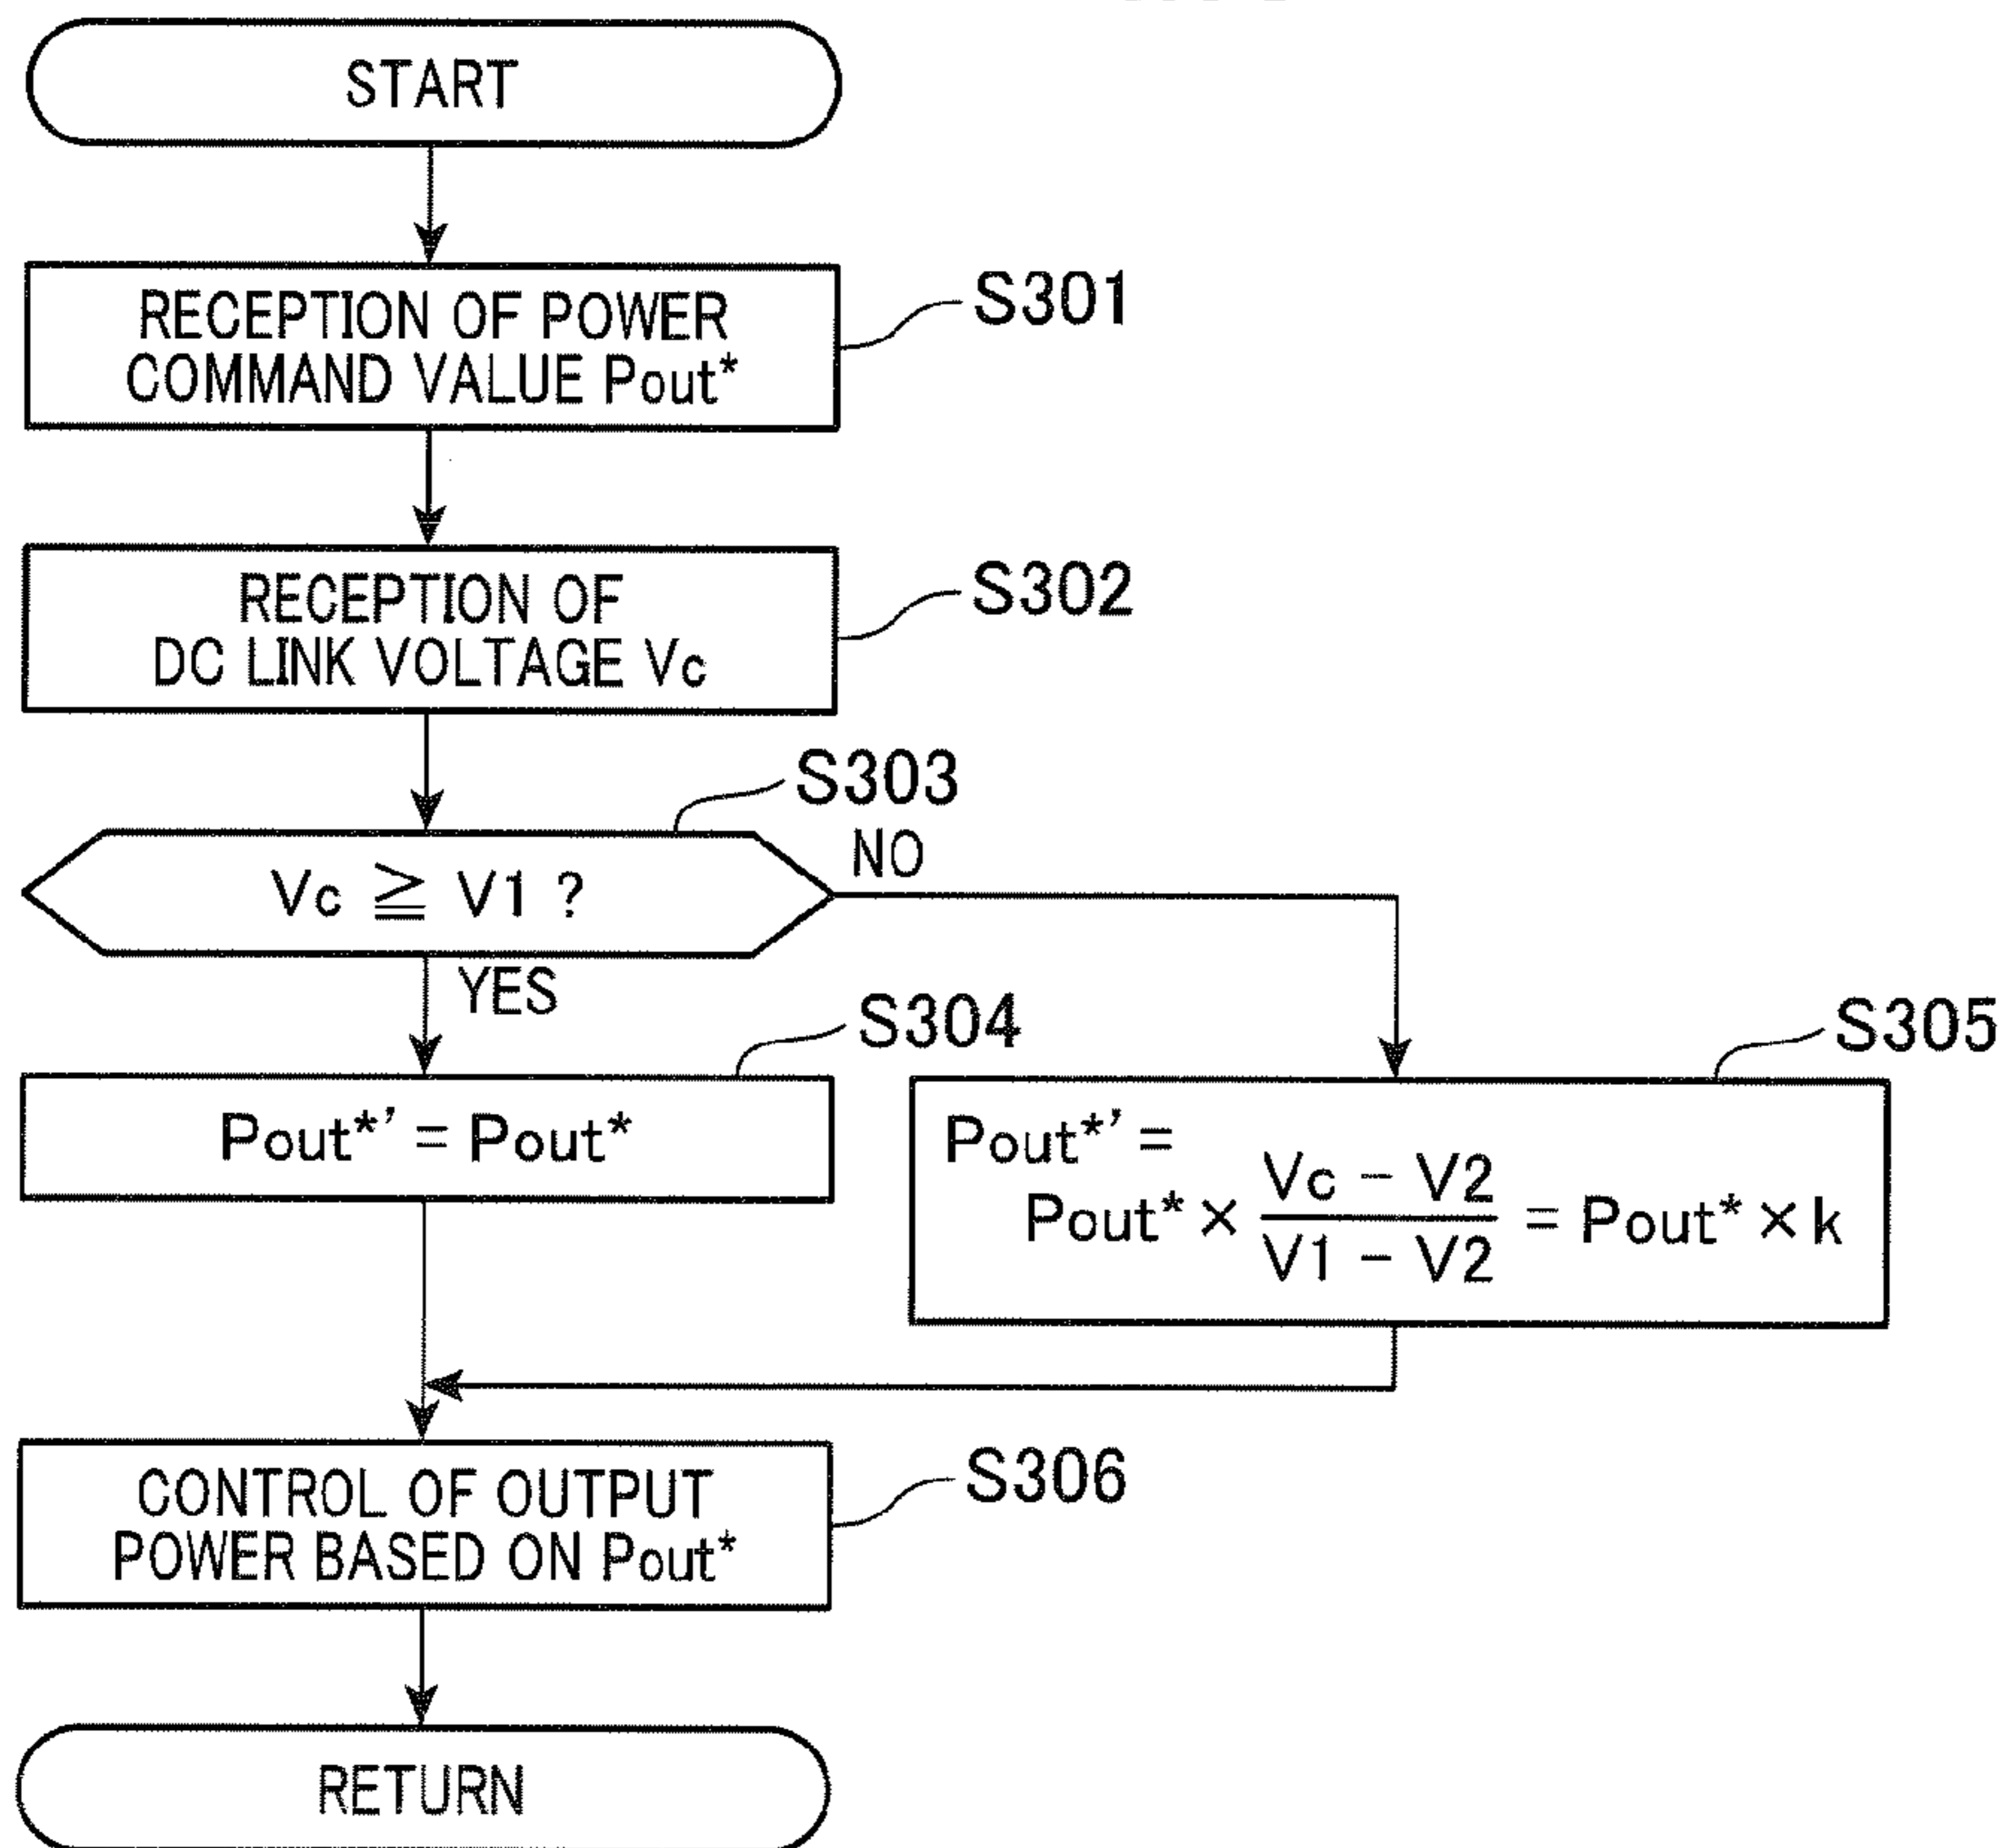 START
RECEPTION OF POWER
COMMAND VALUE Pout*
S301
RECEPTION OF
DC LINK VOLTAGE Vc
S302
S303
Vc ≧ V1 ?
NO
YES
S304
Pout*' = Pout*
S305
Pout*' =
Pout* × (Vc - V2) / (V1 - V2) = Pout* × k
CONTROL OF OUTPUT
POWER BASED ON Pout*
S306
RETURN